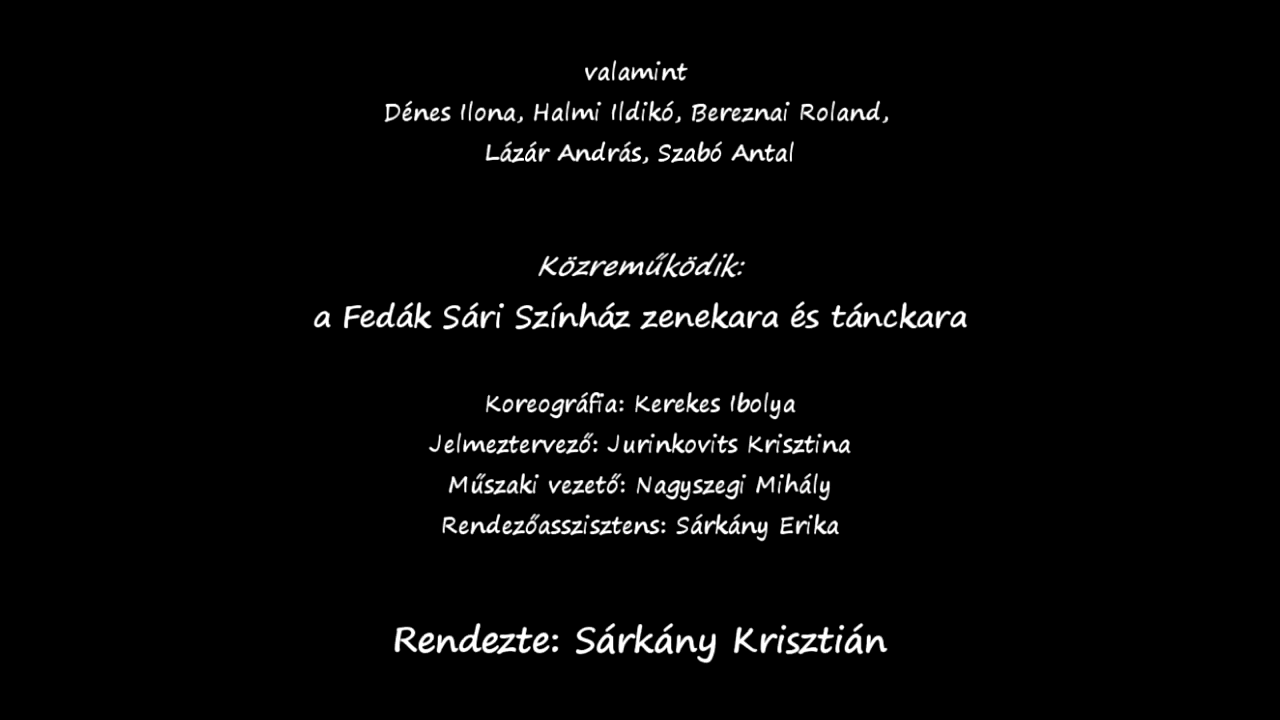 valamint
Dénes Ilona, Halmi Ildikó, Bereznai Roland,
Lázár András, Szabó Antal
Közreműködik:
a Fedák Sári Színház zenekara és tánckara
Koreográfia: Kerekes Ibolya
Jelmeztervező: Jurinkovits Krisztina
Műszaki vezető: Nagyszegi Mihály
Rendezőasszisztens: Sárkány Erika
Rendezte: Sárkány Krisztián